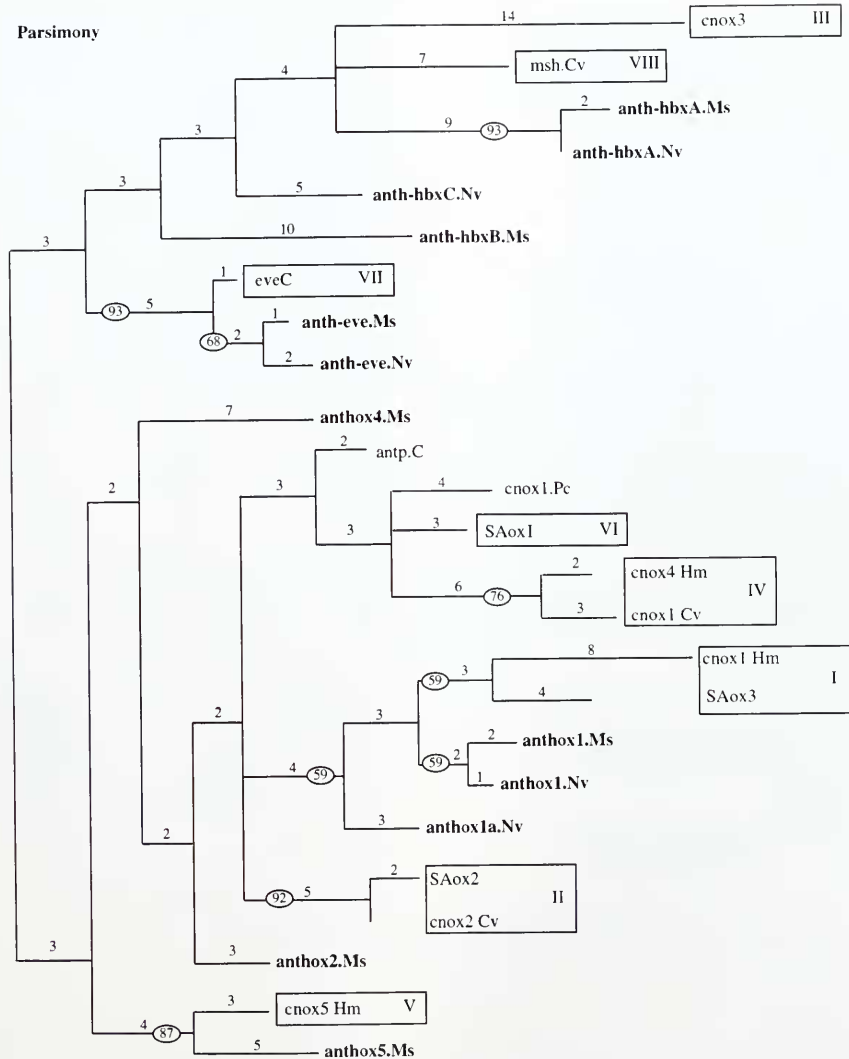 Parsimony
14
cnox3 III
4
7
msh.Cv VIII
2
anth-hbxA.Ms
9
93
anth-hbxA.Nv
3
3
5
anth-hbxC.Nv
10
anth-hbxB.Ms
3
1
eveC VII
93
5
1
anth-eve.Ms
68
2
2
anth-eve.Nv
7
anthox4.Ms
2
antp.C
2
3
4
cnox1.Pc
3
3
SAox1 VI
2
cnox4 Hm
6
76
IV
3
cnox1 Cv
8
cnox1 Hm
59
3
I
4
SAox3
3
2
anthox1.Ms
2
59
2
4
59
1
anthox1.Nv
3
anthox1a.Nv
2
2
SAox2
92
5
II
cnox2 Cv
3
3
anthox2.Ms
3
cnox5 Hm V
4
87
5
anthox5.Ms